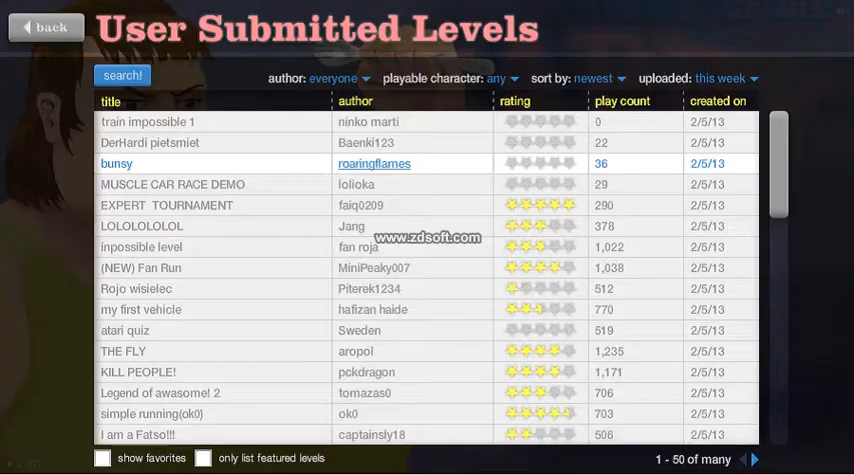 back
User Submitted Levels
search!
author: everyone playable character: any sort by: newest uploaded: this week
title author rating play count created on
train impossible 1 ninko marti 0 2/5/13
DerHardi pietsmiet Baenki123 22 2/5/13
bunsy roaringflames 36 2/5/13
MUSCLE CAR RACE DEMO lolioka 29 2/5/13
EXPERT TOURNAMENT faiq0209 290 2/5/13
LOLOLOLOLOL Jang 378 2/5/13
www.zdsoft.com
inpossible level fan roja 1,022 2/5/13
(NEW) Fan Run MiniPeaky007 1,038 2/5/13
Rojo wisielec Piterek1234 512 2/5/13
my first vehicle hafizan haide 770 2/5/13
atari quiz Sweden 519 2/5/13
THE FLY aropol 1,235 2/5/13
KILL PEOPLE! pckdragon 1,171 2/5/13
Legend of awasome! 2 tomazas0 706 2/5/13
simple running(ok0) ok0 703 2/5/13
I am a Fatso!!! captainsly18 506 2/5/13
show favorites only list featured levels 1 - 50 of many